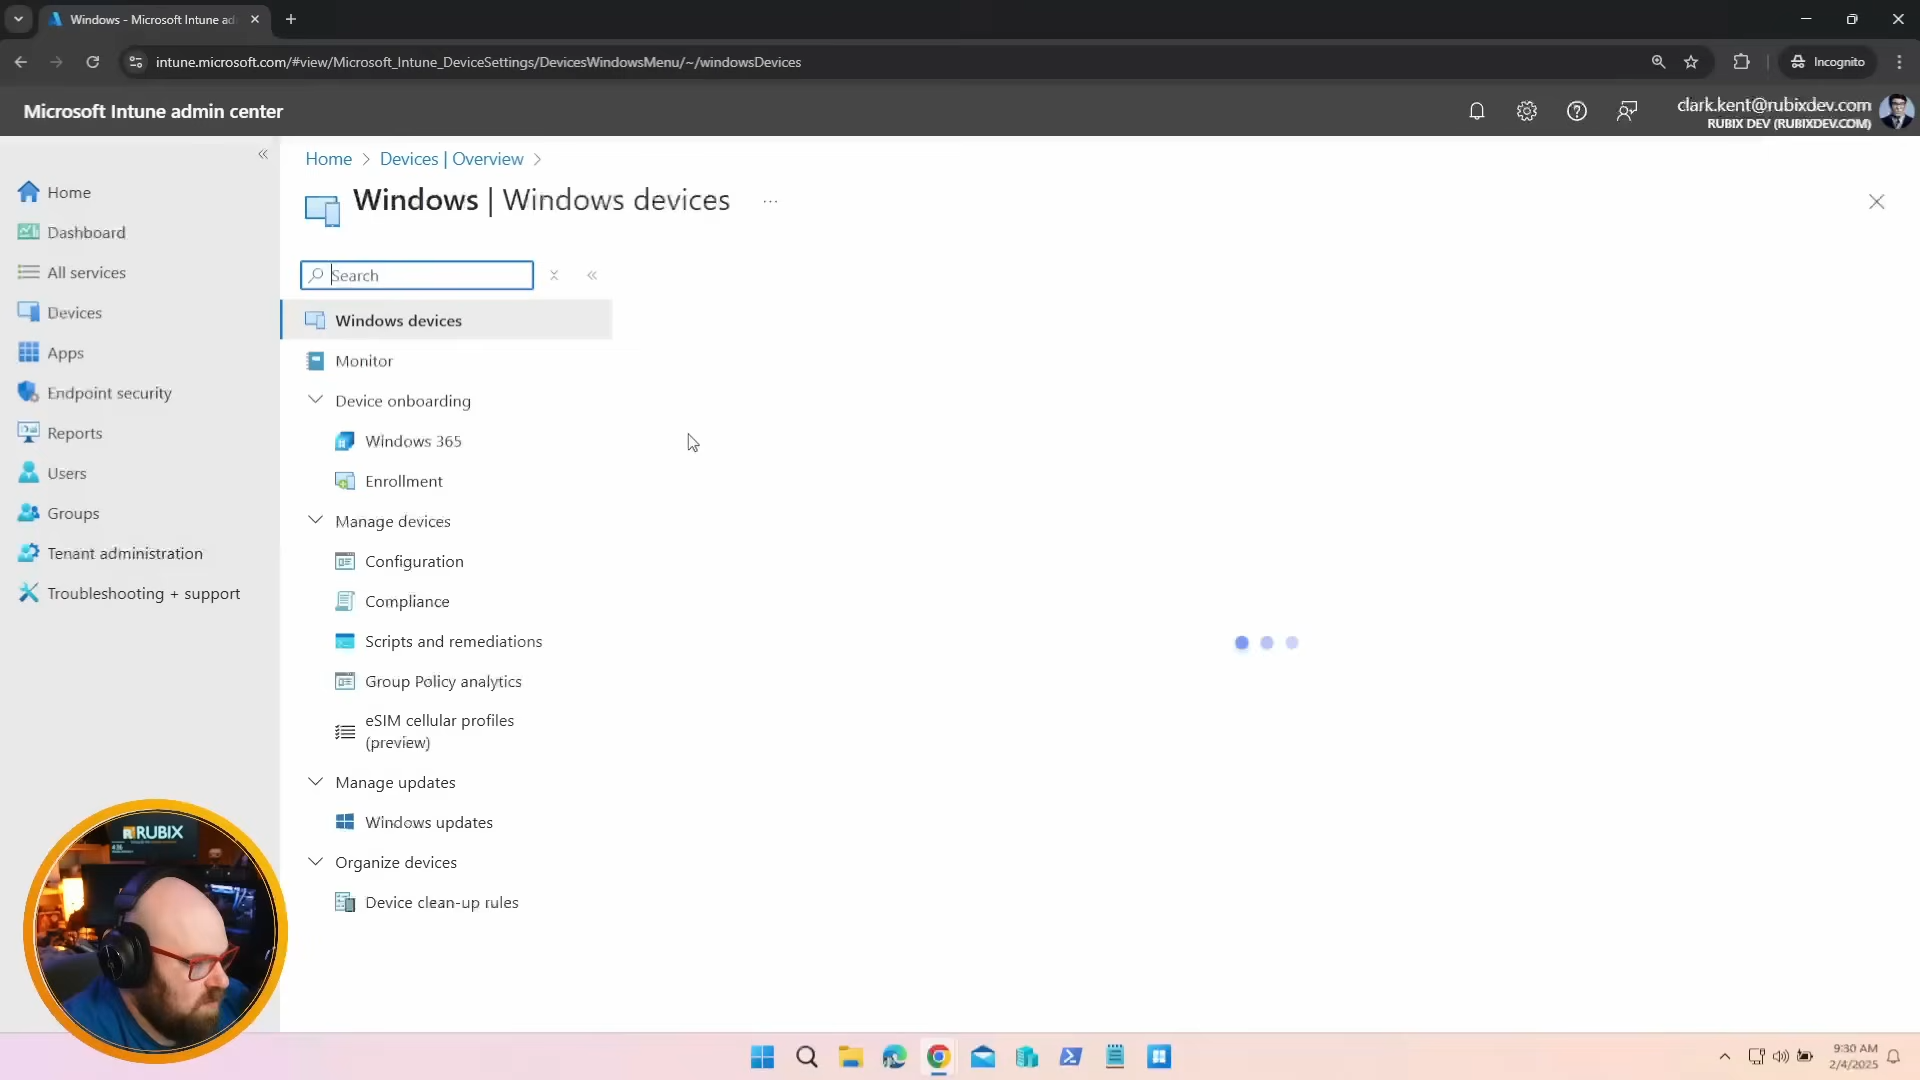 Windows - Microsoft Intune ad
intune.microsoft.com/#view/Microsoft_Intune_DeviceSettings/DevicesWindowsMenu/~/windowsDevices
Incognito
Microsoft Intune admin center
clark.kent@rubixdev.com
RUBIX DEV (RUBIXDEV.COM)
Home > Devices | Overview >
Windows | Windows devices
Search
Home
Dashboard
All services
Devices
Apps
Endpoint security
Reports
Users
Groups
Tenant administration
Troubleshooting + support
Windows devices
Monitor
Device onboarding
Windows 365
Enrollment
Manage devices
Configuration
Compliance
Scripts and remediations
Group Policy analytics
eSIM cellular profiles
(preview)
Manage updates
Windows updates
Organize devices
Device clean-up rules
RUBIX
9:30 AM
2/4/2025